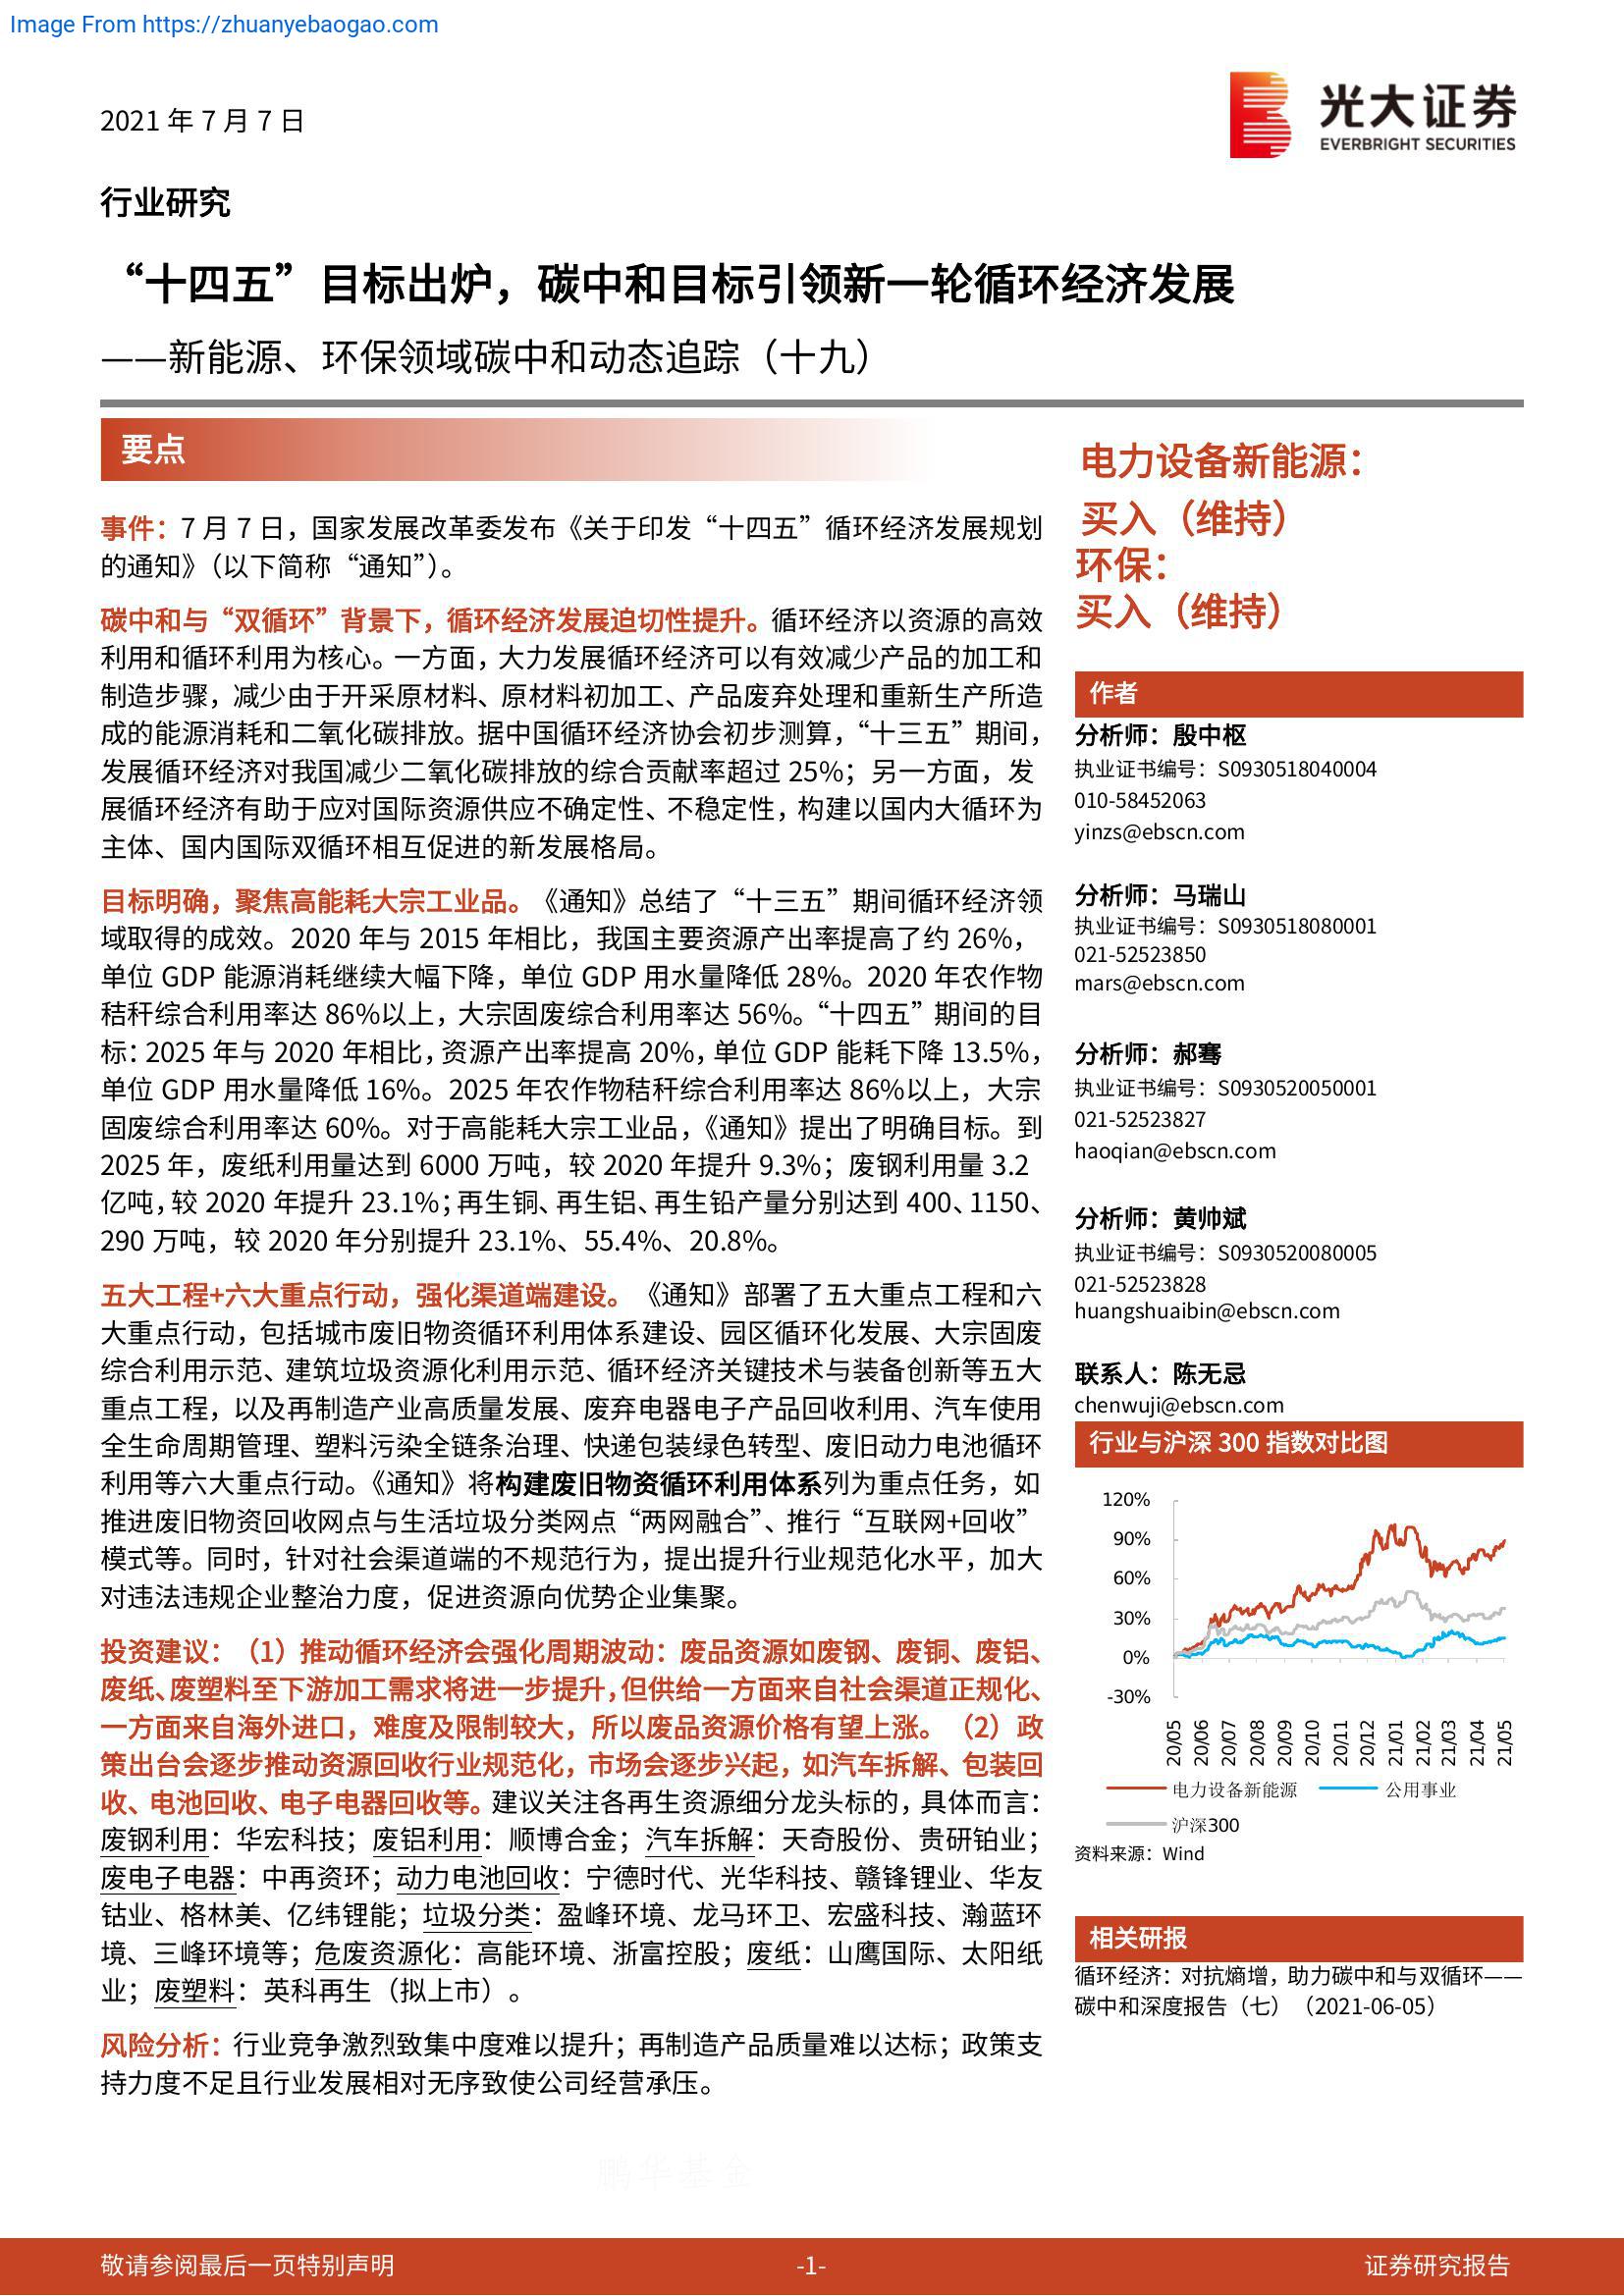 Image From https://zhuanyebaogao.com
2021 年 7 月 7 日
光大证券
EVERBRIGHT SECURITIES
行业研究
“十四五”目标出炉，碳中和目标引领新一轮循环经济发展
——新能源、环保领域碳中和动态追踪（十九）
要点
事件：7 月 7 日，国家发展改革委发布《关于印发“十四五”循环经济发展规划
的通知》（以下简称“通知”）。
碳中和与“双循环”背景下，循环经济发展迫切性提升。循环经济以资源的高效
利用和循环利用为核心。一方面，大力发展循环经济可以有效减少产品的加工和
制造步骤，减少由于开采原材料、原材料初加工、产品废弃处理和重新生产所造
成的能源消耗和二氧化碳排放。据中国循环经济协会初步测算，“十三五”期间，
发展循环经济对我国减少二氧化碳排放的综合贡献率超过 25%；另一方面，发
展循环经济有助于应对国际资源供应不确定性、不稳定性，构建以国内大循环为
主体、国内国际双循环相互促进的新发展格局。
目标明确，聚焦高能耗大宗工业品。《通知》总结了“十三五”期间循环经济领
域取得的成效。2020 年与 2015 年相比，我国主要资源产出率提高了约 26%，
单位 GDP 能源消耗继续大幅下降，单位 GDP 用水量降低 28%。2020 年农作物
秸秆综合利用率达 86%以上，大宗固废综合利用率达 56%。“十四五”期间的目
标：2025 年与 2020 年相比，资源产出率提高 20%，单位 GDP 能耗下降 13.5%，
单位 GDP 用水量降低 16%。2025 年农作物秸秆综合利用率达 86%以上，大宗
固废综合利用率达 60%。对于高能耗大宗工业品，《通知》提出了明确目标。到
2025 年，废纸利用量达到 6000 万吨，较 2020 年提升 9.3%；废钢利用量 3.2
亿吨，较 2020 年提升 23.1%；再生铜、再生铝、再生铅产量分别达到 400、1150、
290 万吨，较 2020 年分别提升 23.1%、55.4%、20.8%。
五大工程+六大重点行动，强化渠道端建设。《通知》部署了五大重点工程和六
大重点行动，包括城市废旧物资循环利用体系建设、园区循环化发展、大宗固废
综合利用示范、建筑垃圾资源化利用示范、循环经济关键技术与装备创新等五大
重点工程，以及再制造产业高质量发展、废弃电器电子产品回收利用、汽车使用
全生命周期管理、塑料污染全链条治理、快递包装绿色转型、废旧动力电池循环
利用等六大重点行动。《通知》将构建废旧物资循环利用体系列为重点任务，如
推进废旧物资回收网点与生活垃圾分类网点“两网融合”、推行“互联网+回收”
模式等。同时，针对社会渠道端的不规范行为，提出提升行业规范化水平，加大
对违法违规企业整治力度，促进资源向优势企业集聚。
投资建议：（1）推动循环经济会强化周期波动：废品资源如废钢、废铜、废铝、
废纸、废塑料至下游加工需求将进一步提升，但供给一方面来自社会渠道正规化、
一方面来自海外进口，难度及限制较大，所以废品资源价格有望上涨。（2）政
策出台会逐步推动资源回收行业规范化，市场会逐步兴起，如汽车拆解、包装回
收、电池回收、电子电器回收等。建议关注各再生资源细分龙头标的，具体而言：
废钢利用：华宏科技；废铝利用：顺博合金；汽车拆解：天奇股份、贵研铂业；
废电子电器：中再资环；动力电池回收：宁德时代、光华科技、赣锋锂业、华友
钴业、格林美、亿纬锂能；垃圾分类：盈峰环境、龙马环卫、宏盛科技、瀚蓝环
境、三峰环境等；危废资源化：高能环境、浙富控股；废纸：山鹰国际、太阳纸
业；废塑料：英科再生（拟上市）。
风险分析：行业竞争激烈致集中度难以提升；再制造产品质量难以达标；政策支
持力度不足且行业发展相对无序致使公司经营承压。
电力设备新能源：
买入（维持）
环保：
买入（维持）
作者
分析师：殷中枢
执业证书编号：S0930518040004
010-58452063
yinzs@ebscn.com
分析师：马瑞山
执业证书编号：S0930518080001
021-52523850
mars@ebscn.com
分析师：郝骞
执业证书编号：S0930520050001
021-52523827
haoqian@ebscn.com
分析师：黄帅斌
执业证书编号：S0930520080005
021-52523828
huangshuaibin@ebscn.com
联系人：陈无忌
chenwuji@ebscn.com
行业与沪深 300 指数对比图
120%
90%
60%
30%
0%
-30%
20/05 20/06 20/07 20/08 20/09 20/10 20/11 20/12 21/01 21/02 21/03 21/04 21/05
电力设备新能源 公用事业
沪深300
资料来源：Wind
相关研报
循环经济：对抗熵增，助力碳中和与双循环——
碳中和深度报告（七）（2021-06-05）
鹏华基金
敬请参阅最后一页特别声明 -1- 证券研究报告